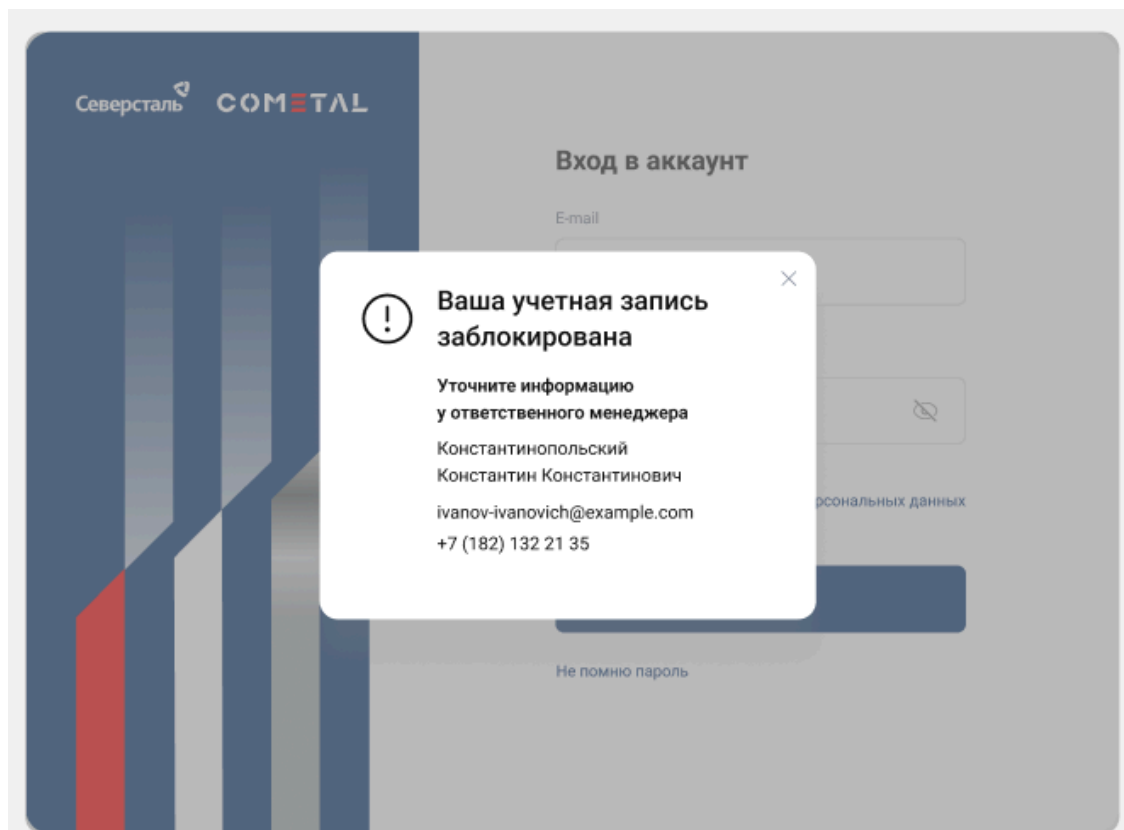 Северсталь COMETAL
Вход в аккаунт
E-mail
Ваша учетная запись
заблокирована
Уточните информацию
у ответственного менеджера
Константинопольский
Константин Константинович
ivanov-ivanovich@example.com
+7 (182) 132 21 35
данных
Не помню пароль